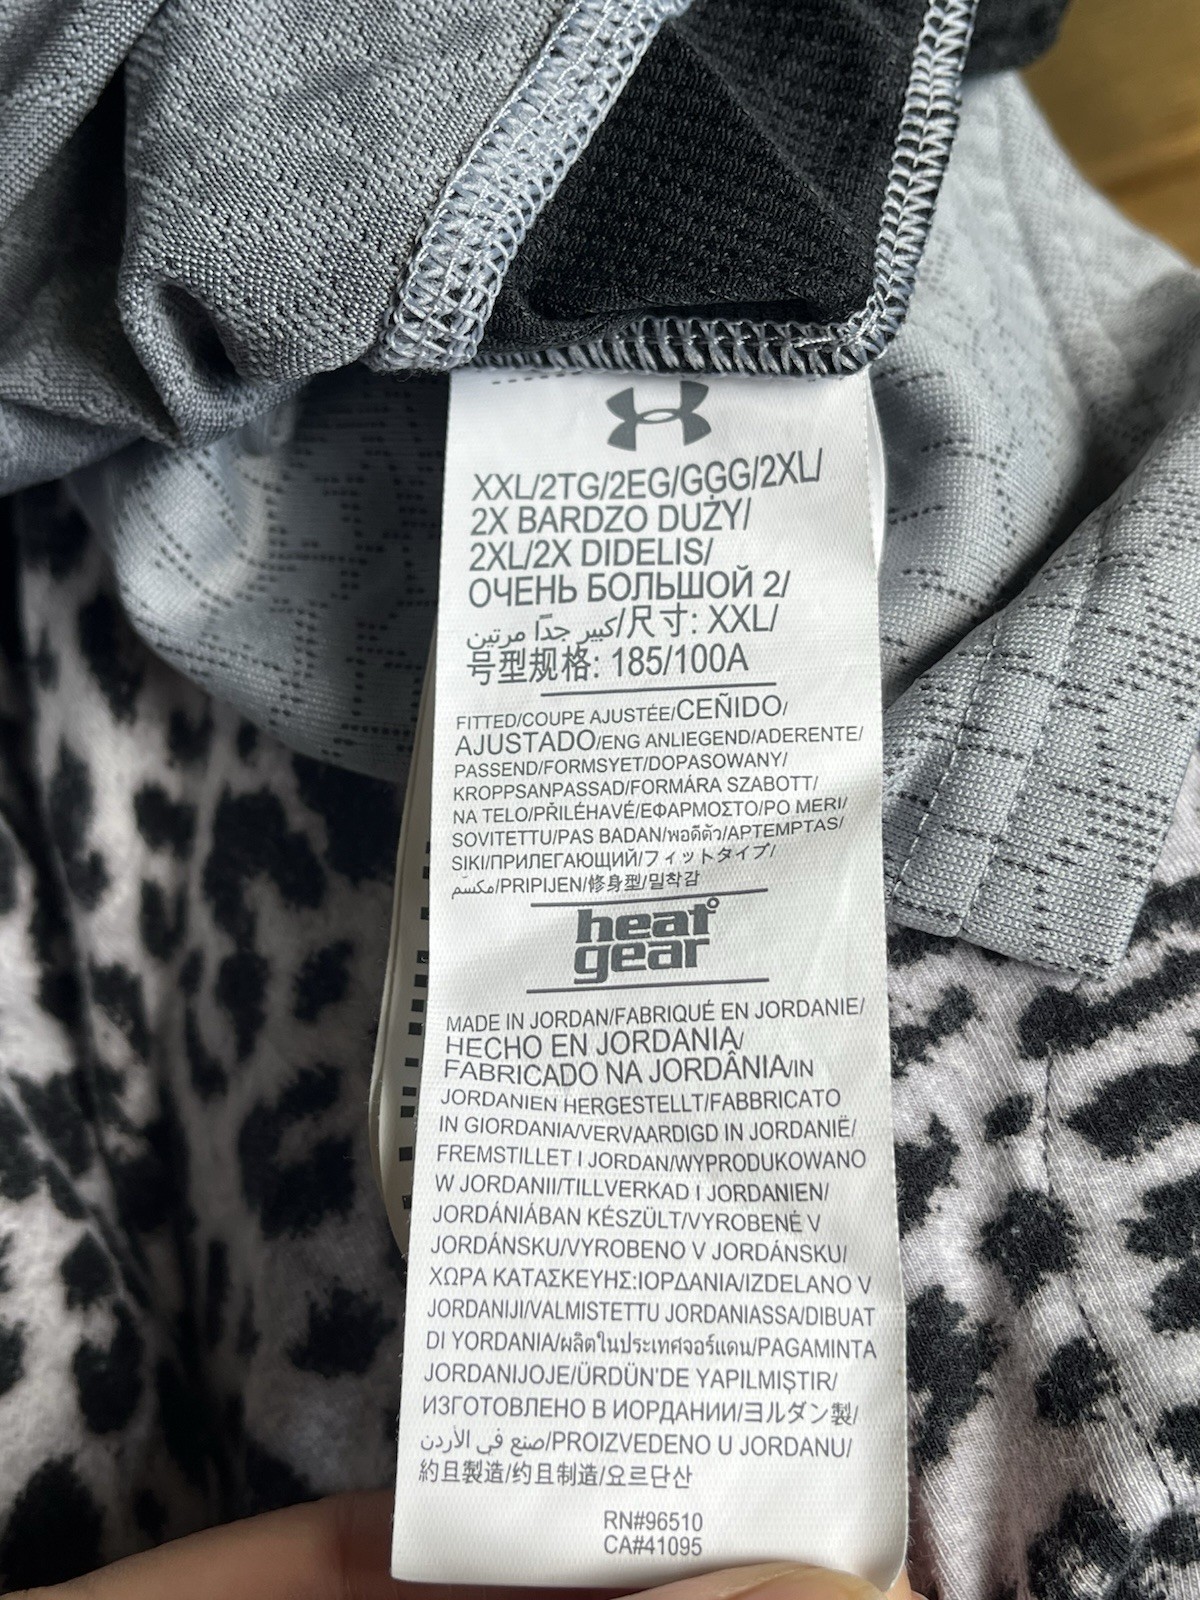 XXL/2TG/2EG/GGG/2XL/
2X BARDZO DUŻY/
2XL/2X DIDELIS/
ОЧЕНЬ БОЛЬШОЙ 2/
كبير جدًا مرتين/尺寸: XXL/
号型规格: 185/100A
FITTED/COUPE AJUSTÉE/CEÑIDO/
AJUSTADO/ENG ANLIEGEND/ADERENTE/
PASSEND/FORMSYET/DOPASOWANY/
KROPPSANPASSAD/FORMÁRA SZABOTT/
NA TELO/PŘILÉHAVÉ/ΕΦΑΡΜΟΣΤΟ/PO MERI/
SOVITETTU/PAS BADAN/พอดีตัว/APTEMPTAS/
SIKI/ПРИЛЕГАЮЩИЙ/フィットタイプ/
مكسّم/PRIPIJEN/修身型/밀착감
heat
gear
MADE IN JORDAN/FABRIQUÉ EN JORDANIE/
HECHO EN JORDANIA/
FABRICADO NA JORDÂNIA/IN
JORDANIEN HERGESTELLT/FABBRICATO
IN GIORDANIA/VERVAARDIGD IN JORDANIË/
FREMSTILLET I JORDAN/WYPRODUKOWANO
W JORDANII/TILLVERKAD I JORDANIEN/
JORDÁNIÁBAN KÉSZÜLT/VYROBENÉ V
JORDÁNSKU/VYROBENO V JORDÁNSKU/
ΧΩΡΑ ΚΑΤΑΣΚΕΥΗΣ:ΙΟΡΔΑΝΙΑ/IZDELANO V
JORDANIJI/VALMISTETTU JORDANIASSA/DIBUAT
DI YORDANIA/ผลิตในประเทศจอร์แดน/PAGAMINTA
JORDANIJOJE/ÜRDÜN'DE YAPILMIŞTIR/
ИЗГОТОВЛЕНО В ИОРДАНИИ/ヨルダン製/
صنع في الأردن/PROIZVEDENO U JORDANU/
約旦製造/约旦制造/요르단산
RN#96510
CA#41095